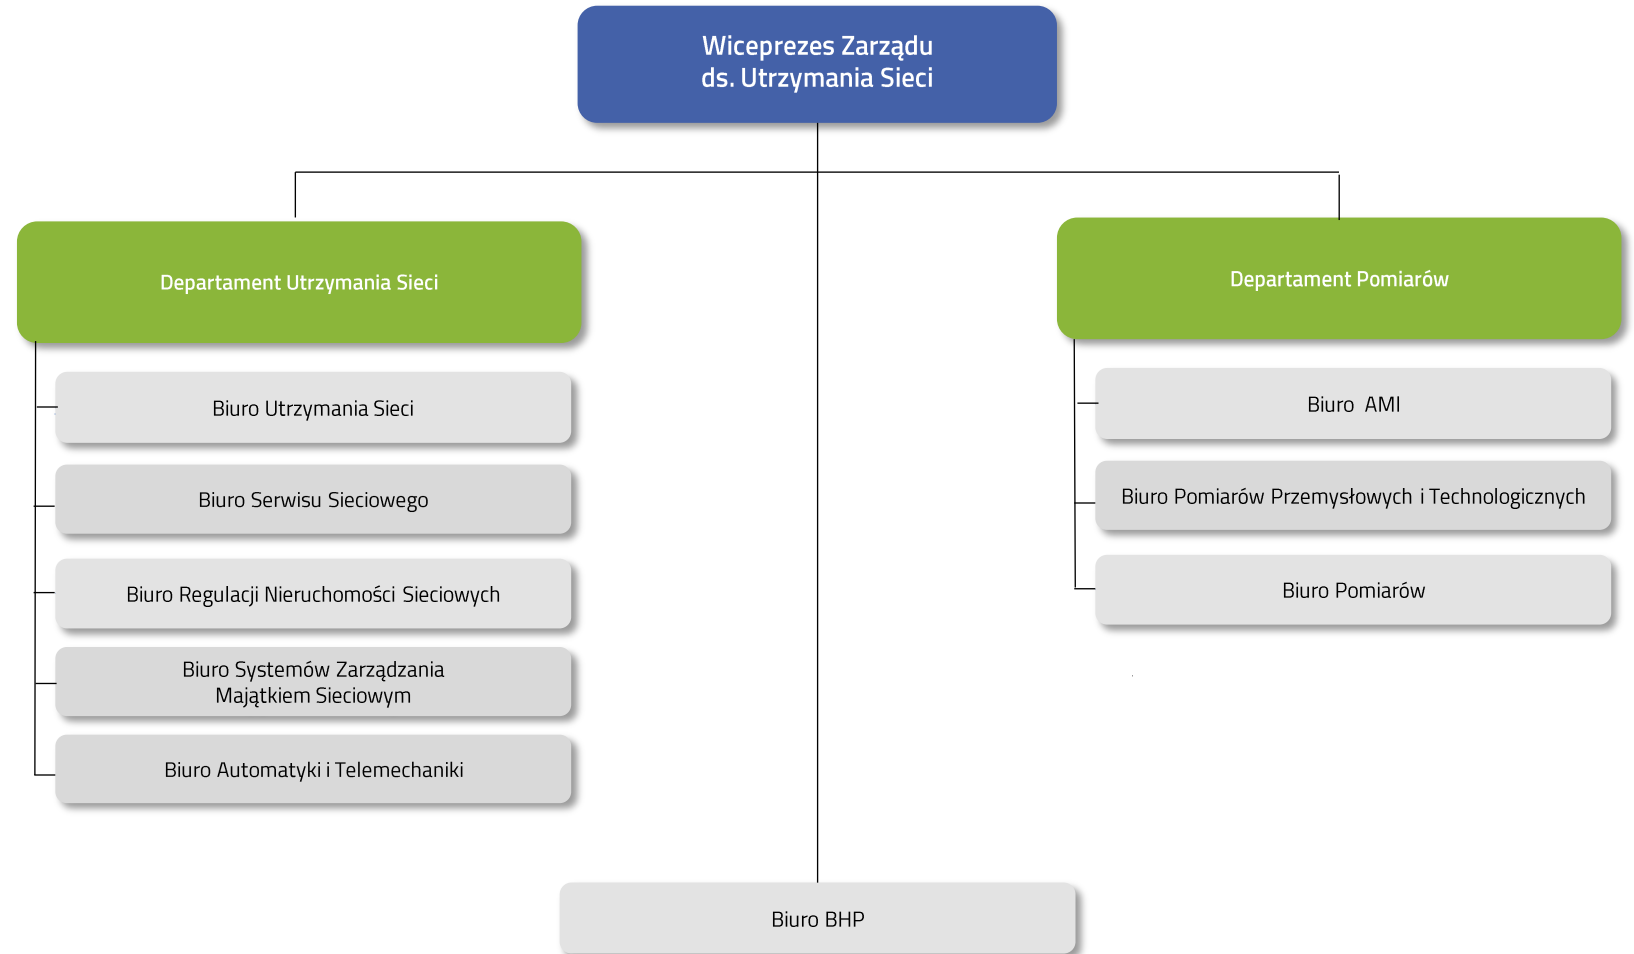 Wiceprezes Zarządu
ds. Utrzymania Sieci
Departament Utrzymania Sieci
Biuro Utrzymania Sieci
Biuro Serwisu Sieciowego
Biuro Regulacji Nieruchomości Sieciowych
Biuro Systemów Zarządzania
Majątkiem Sieciowym
Biuro Automatyki i Telemechaniki
Departament Pomiarów
Biuro AMI
Biuro Pomiarów Przemysłowych i Technologicznych
Biuro Pomiarów
Biuro BHP